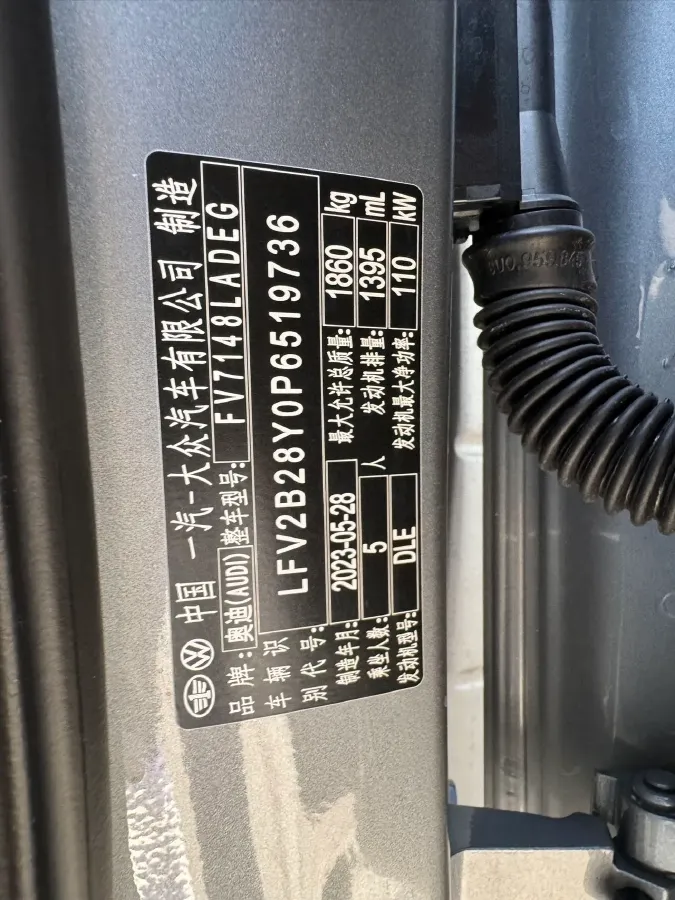 中国 一汽-大众汽车有限公司 制造
品牌: 奥迪(AUDI) 整车型号: FV7148LADEG
车辆识别代号: LFV2B28Y0P6519736
制造年月: 2023-05-28 最大允许总质量: 1860 kg
乘坐人数: 5 人 发动机排量: 1395 mL
发动机型号: DLE 发动机最大净功率: 110 kW